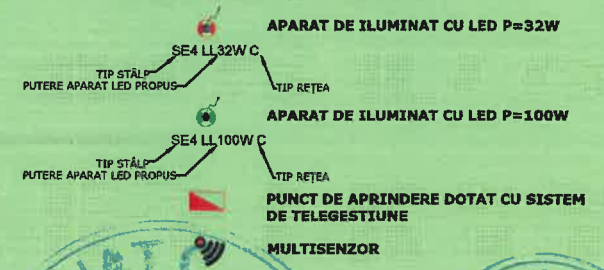 APARAT DE ILUMINAT CU LED P=32W
SE4 LL32W C
TIP STÂLP
PUTERE APARAT LED PROPUS
TIP REȚEA
APARAT DE ILUMINAT CU LED P=100W
SE4 LL100W C
TIP STÂLP
PUTERE APARAT LED PROPUS
TIP REȚEA
PUNCT DE APRINDERE DOTAT CU SISTEM
DE TELEGESTIUNE
MULTISENZOR